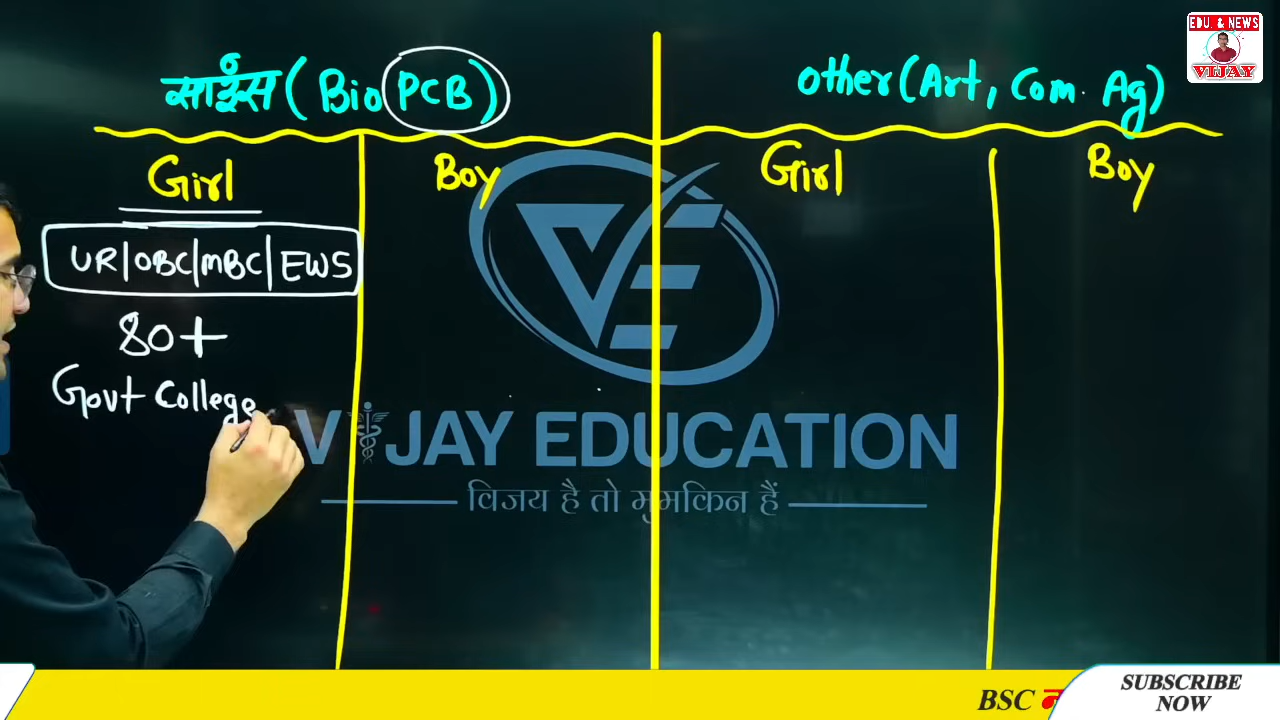 EDU. & NEWS
VIJAY
साइंस (Bio PCB)
other (Art, Com. Ag)
Girl
Boy
Girl
Boy
UR|OBC|MBC|EWS
80+
Govt College
VIJAY EDUCATION
विजय है तो मुमकिन हैं
BSC
SUBSCRIBE
NOW